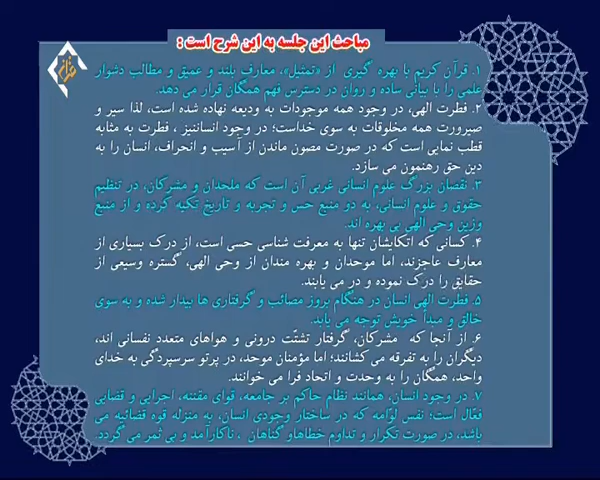 مباحث این جلسه به این شرح است :
۱. قرآن کریم با بهره گیری از «تمثیل»، معارف بلند و عمیق و مطالب دشوار
علمی را با بیانی ساده و روان در دسترس فهم همگان قرار می دهد.
۲. فطرت الهی، در وجود همه موجودات به ودیعه نهاده شده است، لذا سیر و
صیرورت همه مخلوقات به سوی خداست؛ در وجود انساننیز ، فطرت به مثابه
قطب نمایی است که در صورت مصون ماندن از آسیب و انحراف، انسان را به
دین حق رهنمون می سازد.
۳. نقصان بزرگ علوم انسانی غربی آن است که ملحدان و مشرکان، در تنظیم
حقوق و علوم انسانی، به دو منبع حس و تجربه و تاریخ تکیه کرده و از منبع
وزین وحی الهی بی بهره اند.
۴. کسانی که اتکایشان تنها به معرفت شناسی حسی است، از درک بسیاری از
معارف عاجزند، اما موحدان و بهره مندان از وحی الهی، گستره وسیعی از
حقایق را درک نموده و در می یابند.
۵. فطرت الهی انسان در هنگام بروز مصائب و گرفتاری ها بیدار شده و به سوی
خالق و مبدأ خویش توجه می یابد.
۶. از آنجا که مشرکان، گرفتار تشتّت درونی و هواهای متعدد نفسانی اند،
دیگران را به تفرقه می کشانند؛ اما مؤمنان موحد، در پرتو سرسپردگی به خدای
واحد، همگان را به وحدت و اتحاد فرا می خوانند.
۷. در وجود انسان، همانند نظام حاکم بر جامعه، قوای مقننه، اجرایی و قضایی
فعّال است؛ نفس لوّامه که در ساختار وجودی انسان، به منزله قوه قضائیه می
باشد، در صورت تکرار و تداوم خطاهاو گناهان ، ناکارآمد و بی ثمر می گردد.